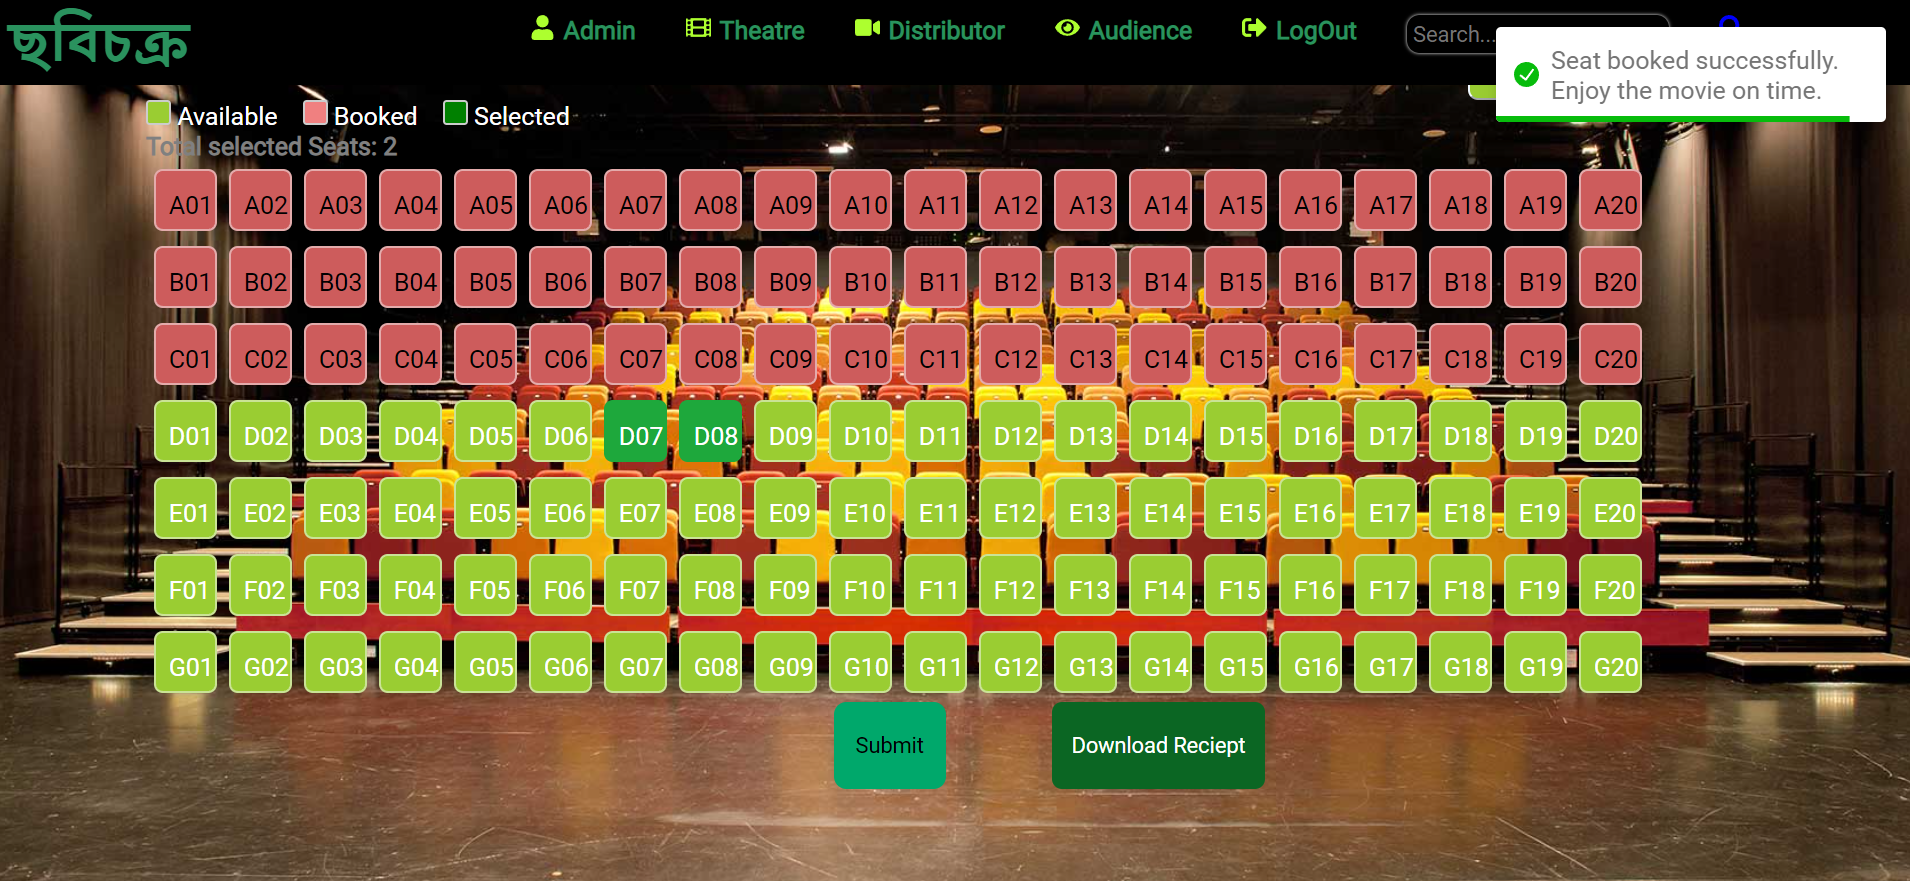 ছবিচক্র
Admin Theatre Distributor Audience LogOut Search...
Seat booked successfully.
Enjoy the movie on time.
Available Booked Selected
Total selected Seats: 2
A01 A02 A03 A04 A05 A06 A07 A08 A09 A10 A11 A12 A13 A14 A15 A16 A17 A18 A19 A20
B01 B02 B03 B04 B05 B06 B07 B08 B09 B10 B11 B12 B13 B14 B15 B16 B17 B18 B19 B20
C01 C02 C03 C04 C05 C06 C07 C08 C09 C10 C11 C12 C13 C14 C15 C16 C17 C18 C19 C20
D01 D02 D03 D04 D05 D06 D07 D08 D09 D10 D11 D12 D13 D14 D15 D16 D17 D18 D19 D20
E01 E02 E03 E04 E05 E06 E07 E08 E09 E10 E11 E12 E13 E14 E15 E16 E17 E18 E19 E20
F01 F02 F03 F04 F05 F06 F07 F08 F09 F10 F11 F12 F13 F14 F15 F16 F17 F18 F19 F20
G01 G02 G03 G04 G05 G06 G07 G08 G09 G10 G11 G12 G13 G14 G15 G16 G17 G18 G19 G20
Submit Download Reciept